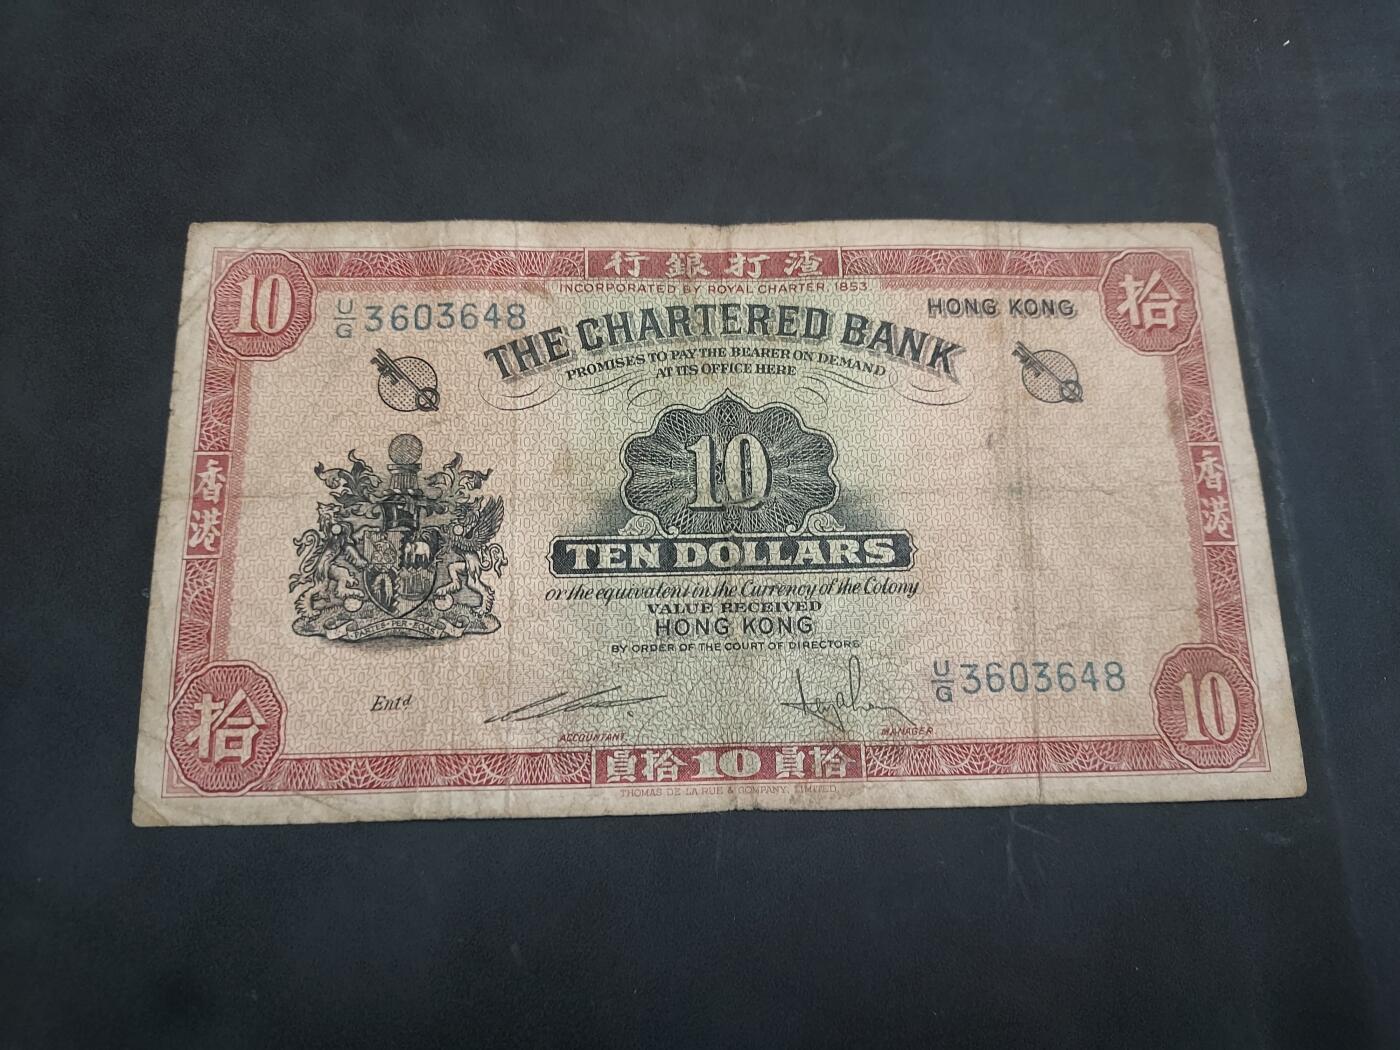 行銀打渣
INCORPORATED BY ROYAL CHARTER, 1853
10
拾
U/G 3603648
HONG KONG
THE CHARTERED BANK
PROMISES TO PAY THE BEARER ON DEMAND
AT ITS OFFICE HERE
10
香港
香港
TEN DOLLARS
or the equivalent in the Currency of the Colony
VALUE RECEIVED
HONG KONG
BY ORDER OF THE COURT OF DIRECTORS
U/G 3603648
Entd
ACCOUNTANT.
MANAGER.
拾
10
員拾 10 員拾
THOMAS DE LA RUE & COMPANY, LIMITED.